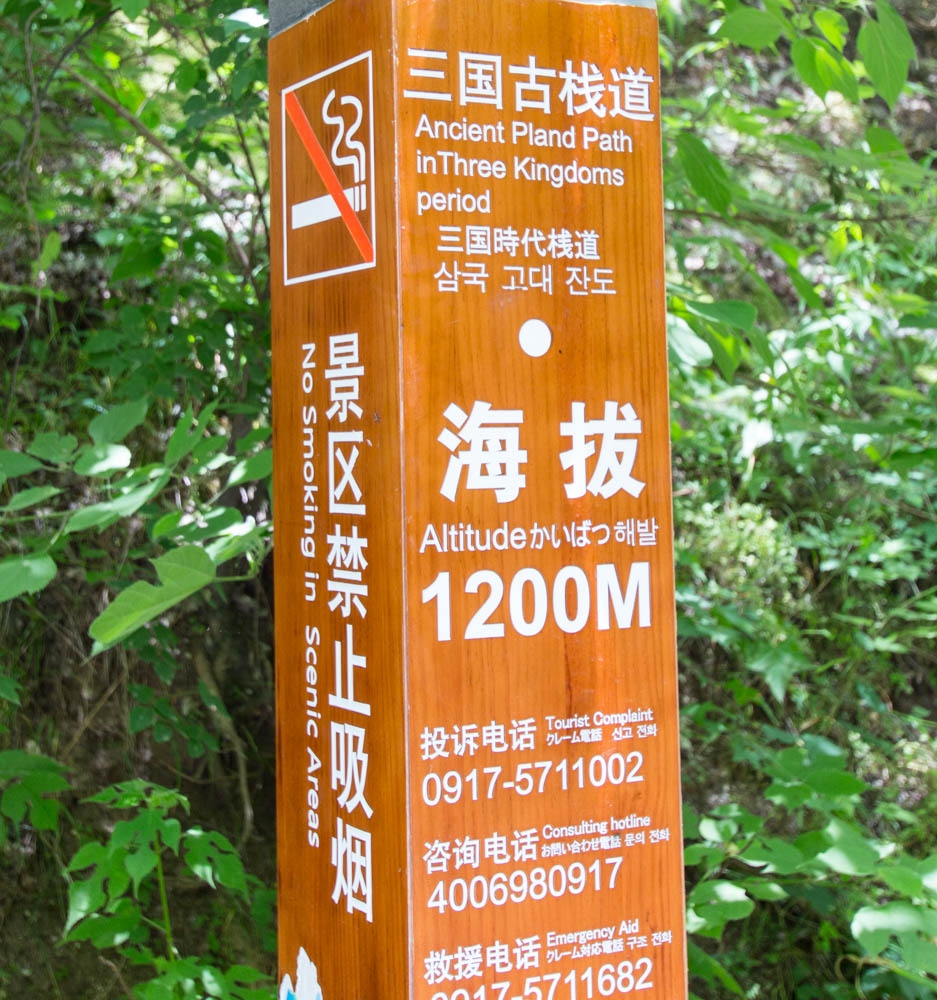 景区禁止吸烟
No Smoking in Scenic Areas
三国古栈道
Ancient Pland Path
inThree Kingdoms
period
三国時代桟道
삼국 고대 잔도
海拔
Altitudeかいばつ해발
1200M
投诉电话 Tourist Complaint
クレーム電話 신고 전화
0917-5711002
咨询电话 Consulting hotline
お問い合わせ電話 문의 전화
4006980917
救援电话 Emergency Aid
クレーム対応電話 구조 전화
0917-5711682